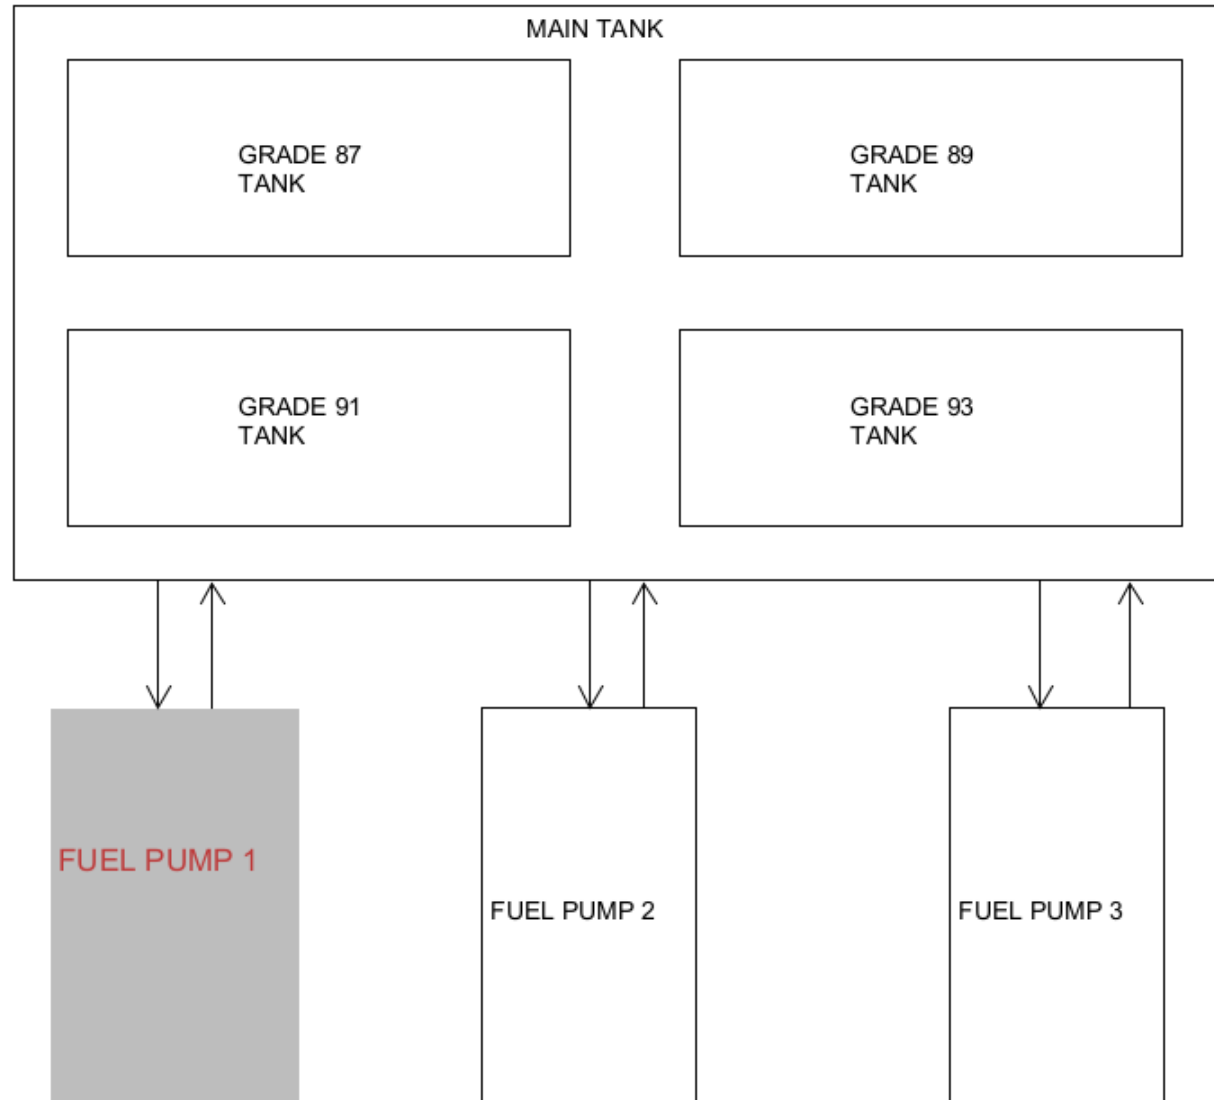 MAIN TANK
GRADE 87
TANK
GRADE 89
TANK
GRADE 91
TANK
GRADE 93
TANK
FUEL PUMP 1
FUEL PUMP 2
FUEL PUMP 3